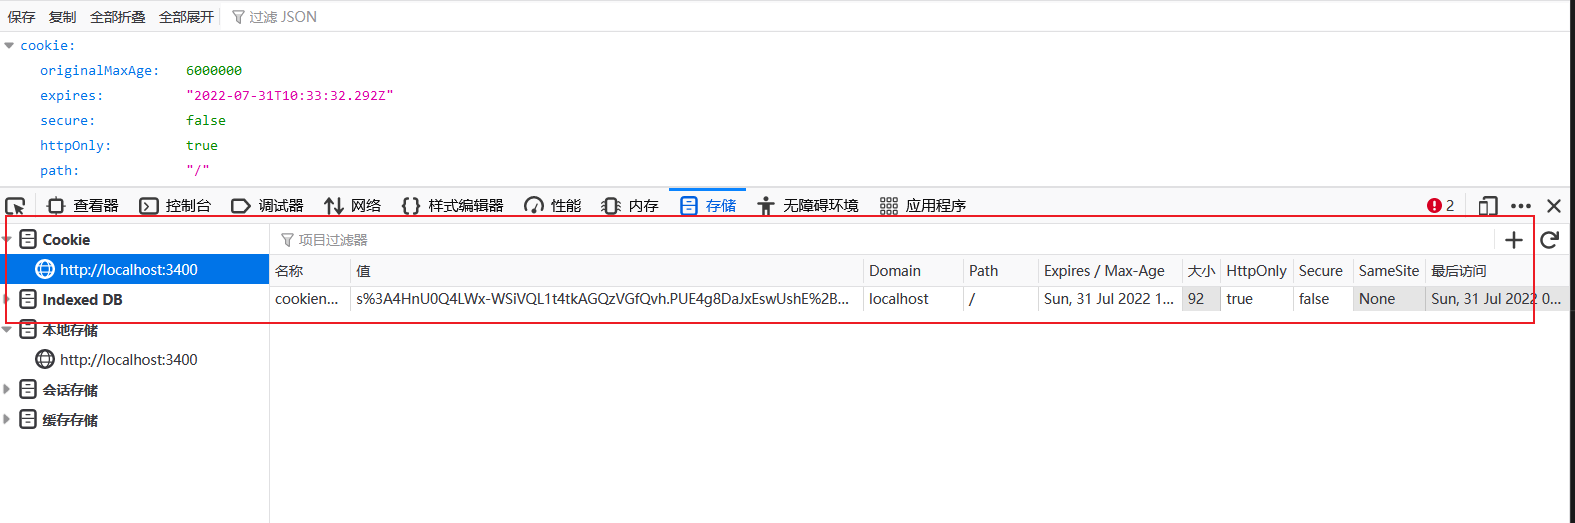 保存 复制 全部折叠 全部展开 过滤 JSON
cookie:
originalMaxAge: 6000000
expires: "2022-07-31T10:33:32.292Z"
secure: false
httpOnly: true
path: "/"
查看器 控制台 调试器 网络 样式编辑器 性能 内存 存储 无障碍环境 应用程序 2
Cookie 项目过滤器
http://localhost:3400 名称 值 Domain Path Expires / Max-Age 大小 HttpOnly Secure SameSite 最后访问
Indexed DB cookien... s%3A4HnU0Q4LWx-WSiVQL1t4tkAGQzVGfQvh.PUE4g8DaJxEswUshE%2B... localhost / Sun, 31 Jul 2022 1... 92 true false None Sun, 31 Jul 2022 0...
本地存储
http://localhost:3400
会话存储
缓存存储